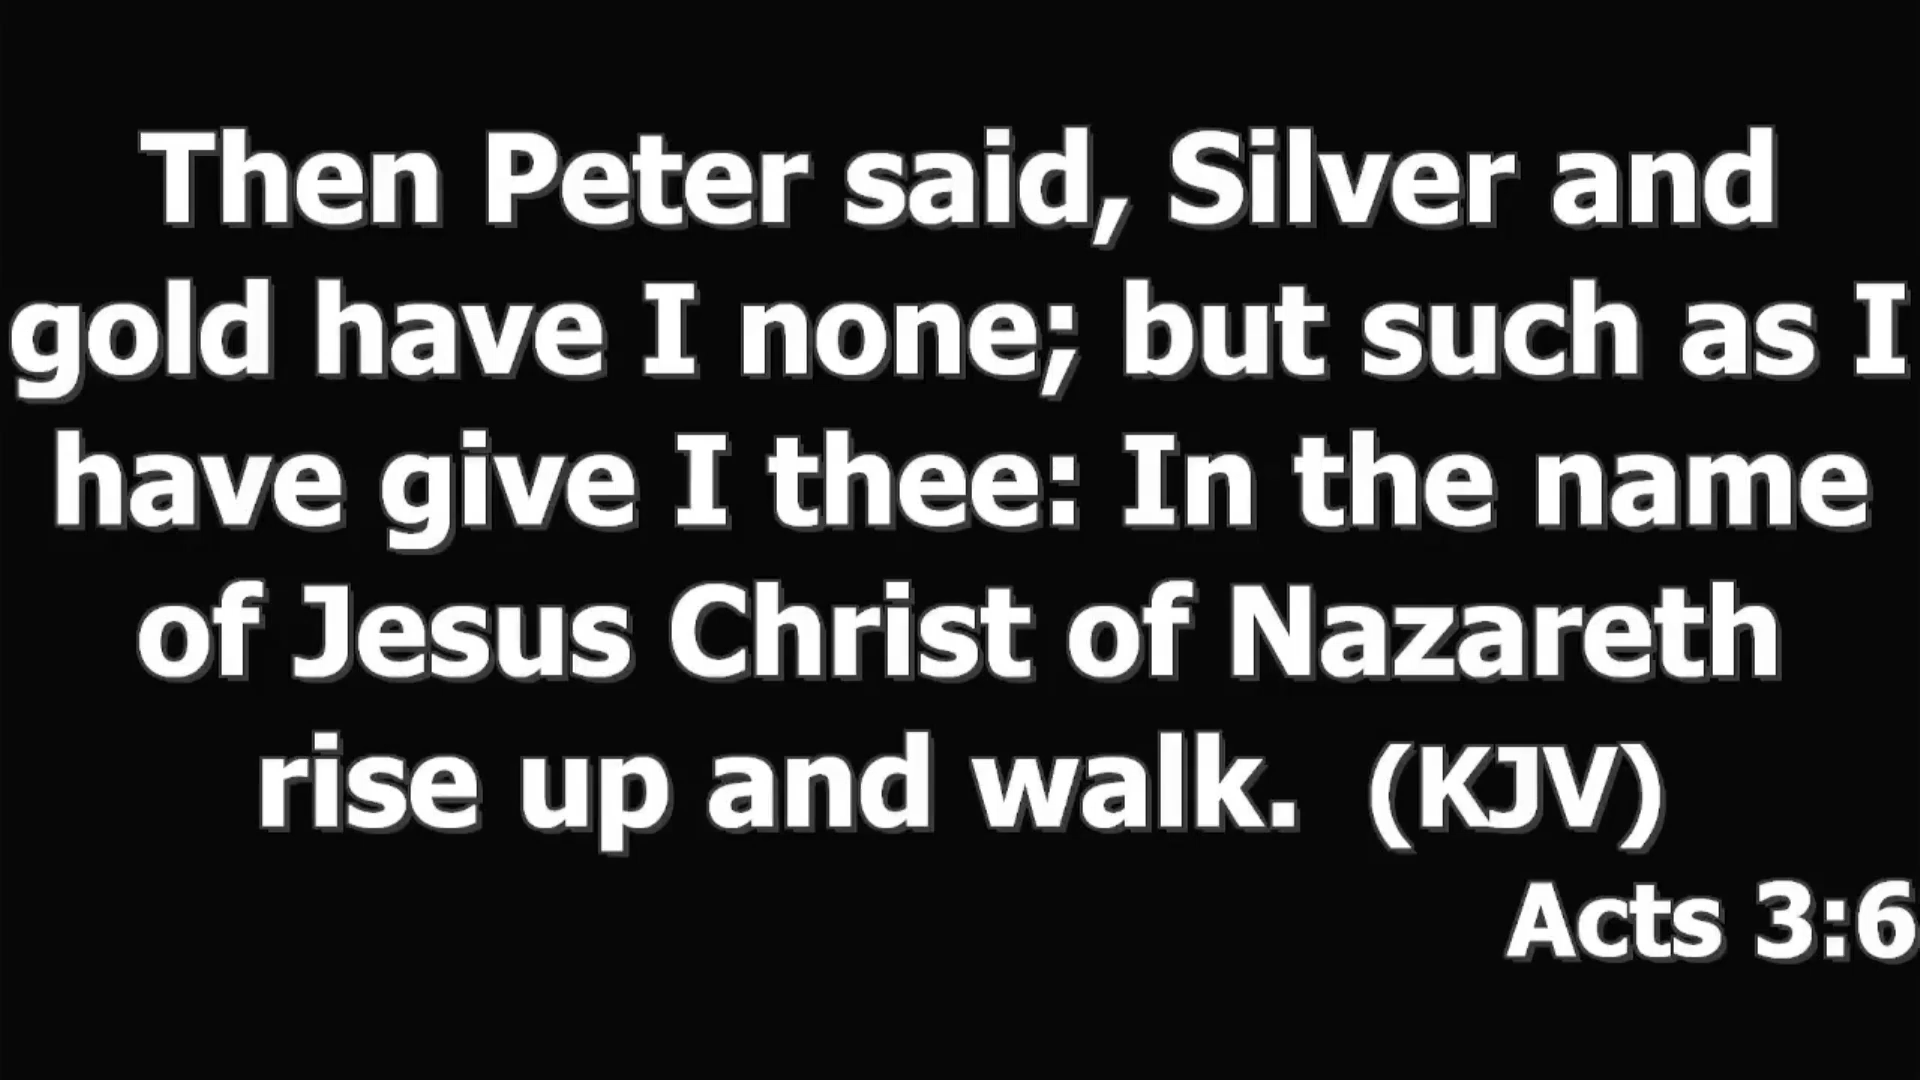 Then Peter said, Silver and
gold have I none; but such as I
have give I thee: In the name
of Jesus Christ of Nazareth
rise up and walk.  (KJV)
Acts 3:6